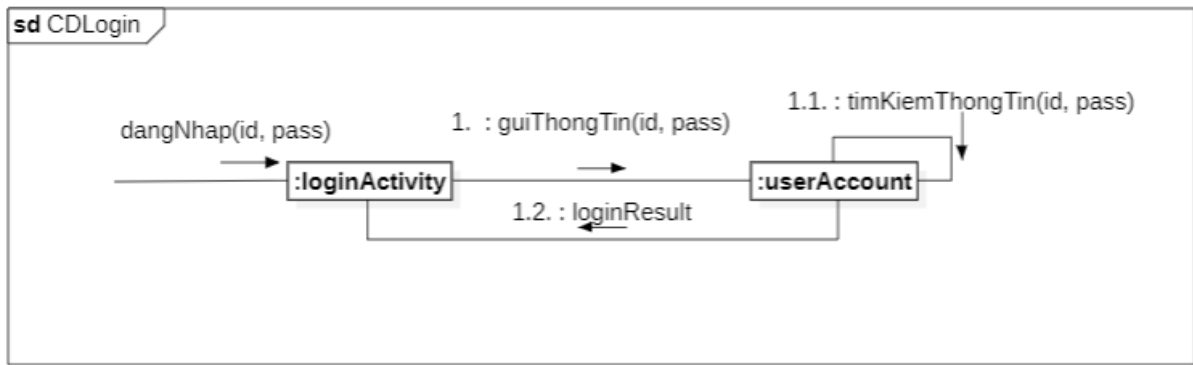 sd CDLogin
dangNhap(id, pass)
1. : guiThongTin(id, pass)
1.1. : timKiemThongTin(id, pass)
:loginActivity
:userAccount
1.2. : loginResult